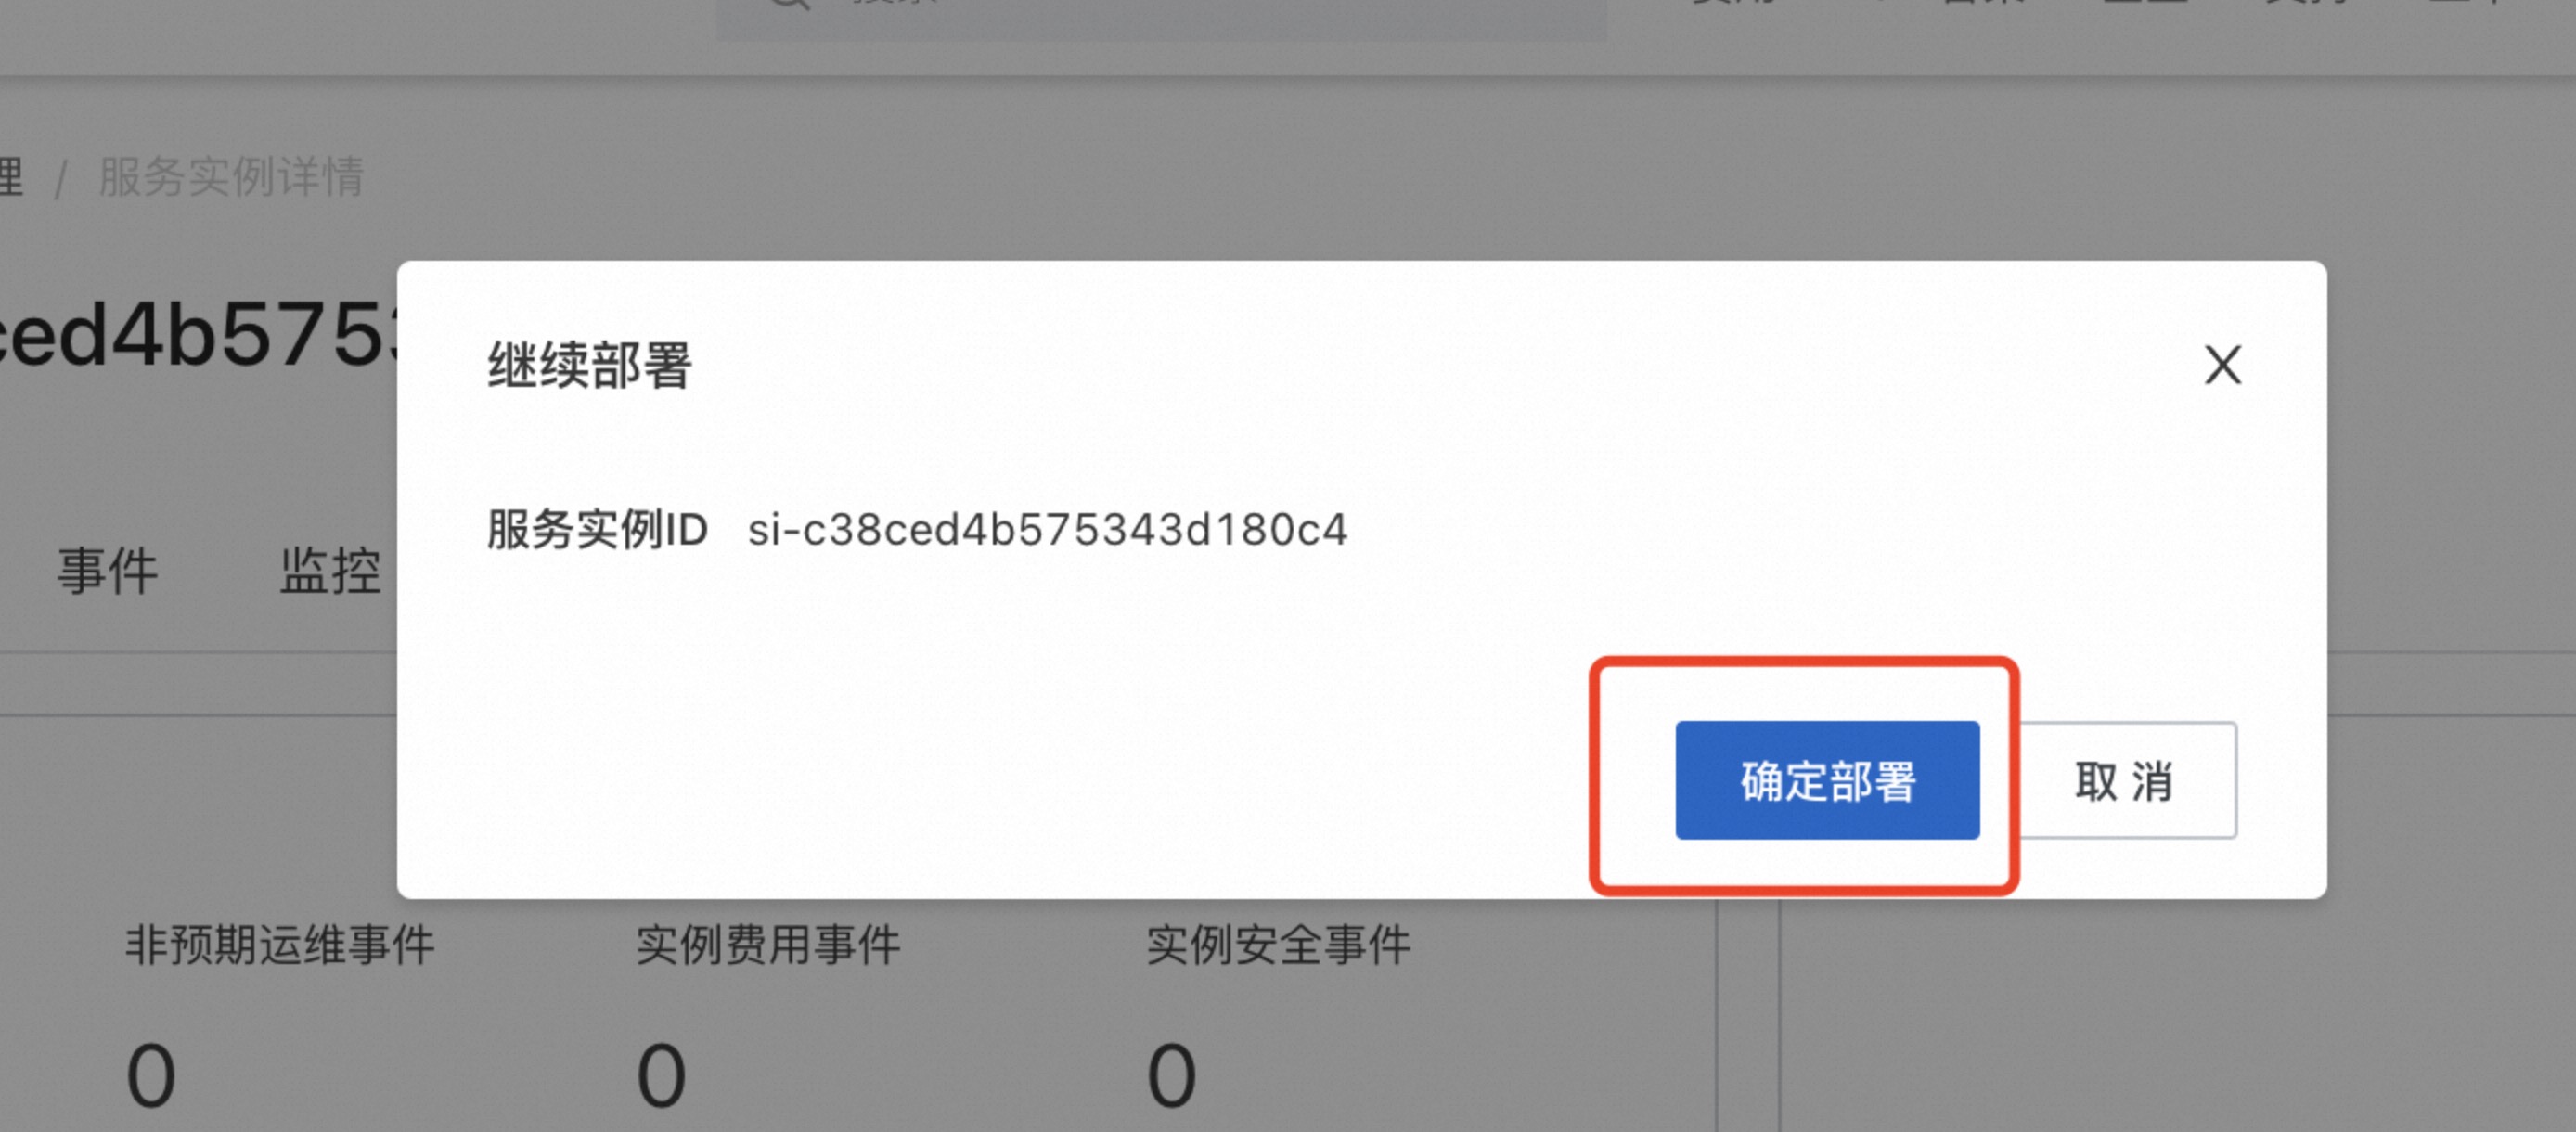 理 / 服务实例详情
ced4b5753
继续部署
X
服务实例ID si-c38ced4b575343d180c4
事件 监控
确定部署 取 消
非预期运维事件 实例费用事件 实例安全事件
0 0 0